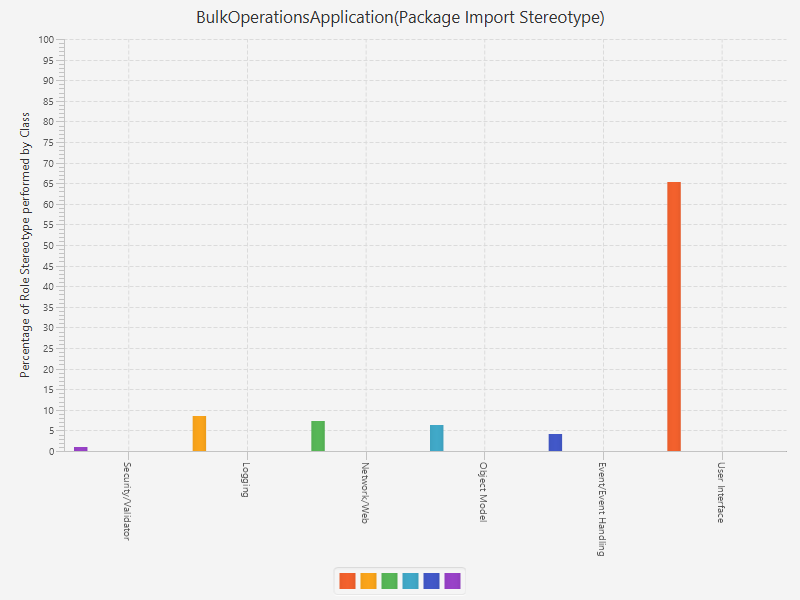 BulkOperationsApplication(Package Import Stereotype)
Percentage of Role Stereotype performed by Class
100
95
90
85
80
75
70
65
60
55
50
45
40
35
30
25
20
15
10
5
0
Security/Validator
Logging
Network/Web
Object Model
Event/Event Handling
User Interface